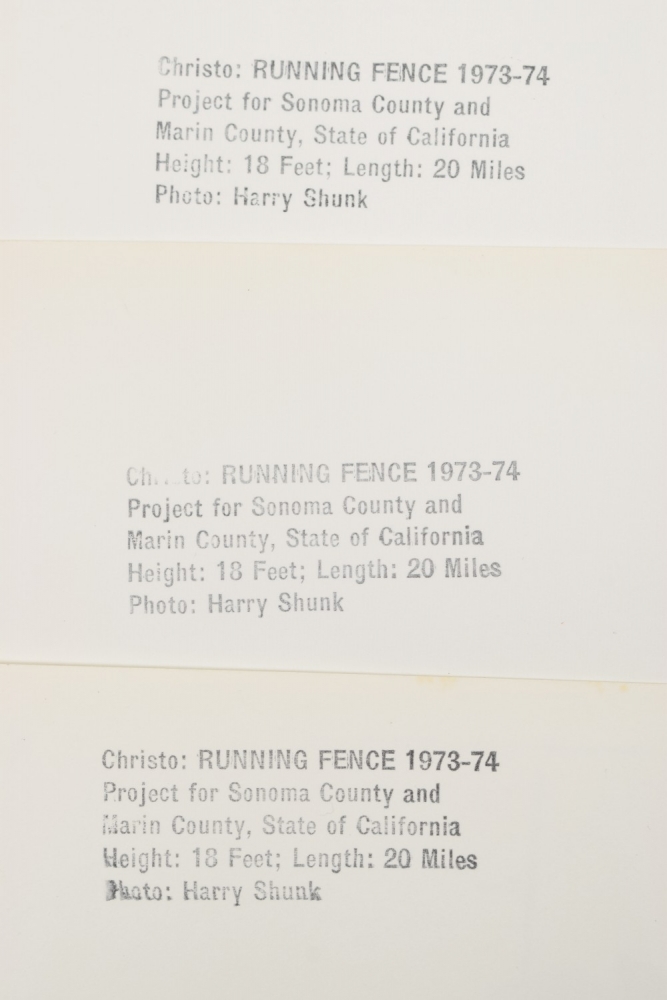 Christo: RUNNING FENCE 1973-74
Project for Sonoma County and
Marin County, State of California
Height: 18 Feet; Length: 20 Miles
Photo: Harry Shunk
Christo: RUNNING FENCE 1973-74
Project for Sonoma County and
Marin County, State of California
Height: 18 Feet; Length: 20 Miles
Photo: Harry Shunk
Christo: RUNNING FENCE 1973-74
Project for Sonoma County and
Marin County, State of California
Height: 18 Feet; Length: 20 Miles
Photo: Harry Shunk